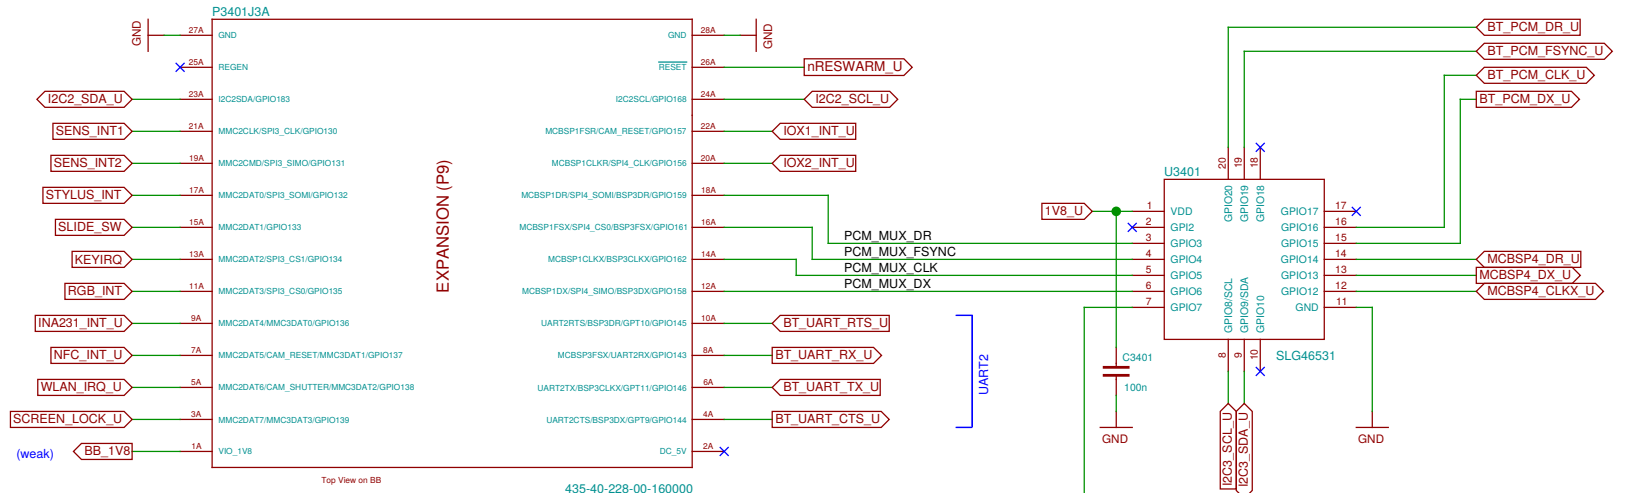 P3401J3A
GND
27A
GND
GND
28A
GND
25A
REGEN
RESET
26A
nRESWARM_U
I2C2_SDA_U
23A
I2C2SDA/GPIO183
I2C2SCL/GPIO168
24A
I2C2_SCL_U
SENS_INT1
21A
MMC2CLK/SPI3_CLK/GPIO130
MCBSP1FSR/CAM_RESET/GPIO157
22A
IOX1_INT_U
SENS_INT2
19A
MMC2CMD/SPI3_SIMO/GPIO131
MCBSP1CLKR/SPI4_CLK/GPIO156
20A
IOX2_INT_U
STYLUS_INT
17A
MMC2DAT0/SPI3_SOMI/GPIO132
MCBSP1DR/SPI4_SOMI/BSP3DR/GPIO159
18A
SLIDE_SW
15A
MMC2DAT1/GPIO133
MCBSP1FSX/SPI4_CS0/BSP3FSX/GPIO161
16A
KEYIRQ
13A
MMC2DAT2/SPI3_CS1/GPIO134
MCBSP1CLKX/BSP3CLKX/GPIO162
14A
RGB_INT
11A
MMC2DAT3/SPI3_CS0/GPIO135
MCBSP1DX/SPI4_SIMO/BSP3DX/GPIO158
12A
INA231_INT_U
9A
MMC2DAT4/MMC3DAT0/GPIO136
UART2RTS/BSP3DR/GPT10/GPIO145
10A
BT_UART_RTS_U
NFC_INT_U
7A
MMC2DAT5/CAM_RESET/MMC3DAT1/GPIO137
MCBSP3FSX/UART2RX/GPIO143
8A
BT_UART_RX_U
WLAN_IRQ_U
5A
MMC2DAT6/CAM_SHUTTER/MMC3DAT2/GPIO138
UART2TX/BSP3CLKX/GPT11/GPIO146
6A
BT_UART_TX_U
SCREEN_LOCK_U
3A
MMC2DAT7/MMC3DAT3/GPIO139
UART2CTS/BSP3DX/GPT9/GPIO144
4A
BT_UART_CTS_U
(weak)
BB_1V8
1A
VIO_1V8
DC_5V
2A
EXPANSION (P9)
Top View on BB
435-40-228-00-160000
UART2
PCM_MUX_DR
PCM_MUX_FSYNC
PCM_MUX_CLK
PCM_MUX_DX
BT_PCM_DR_U
BT_PCM_FSYNC_U
BT_PCM_CLK_U
BT_PCM_DX_U
U3401
20
19
18
GPIO20
GPIO19
GPIO18
1V8_U
1
VDD
GPIO17
17
2
GPI2
GPIO16
16
3
GPIO3
GPIO15
15
4
GPIO4
GPIO14
14
MCBSP4_DR_U
5
GPIO5
GPIO13
13
MCBSP4_DX_U
6
GPIO6
GPIO12
12
MCBSP4_CLKX_U
7
GPIO7
GND
11
GPIO8/SCL
GPIO9/SDA
GPIO10
8
9
10
SLG46531
C3401
100n
GND
I2C3_SCL_U
I2C3_SDA_U
GND